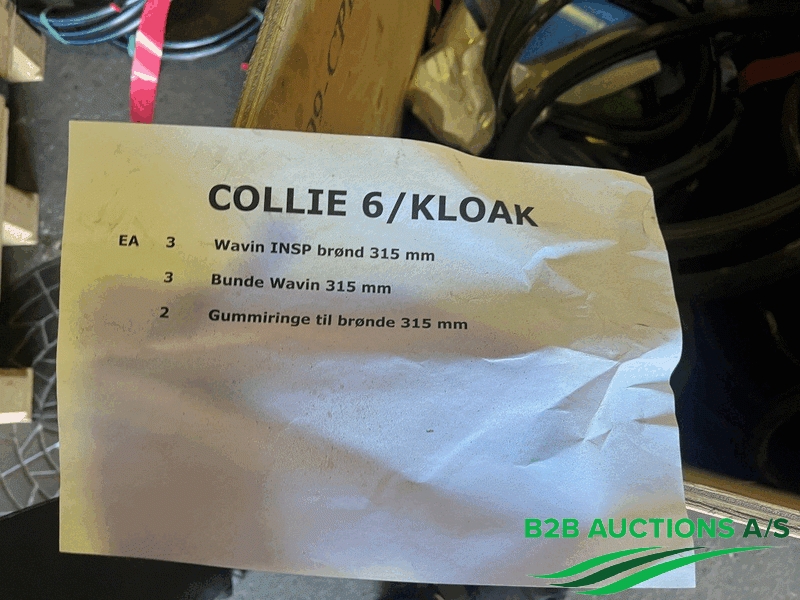 COLLIE 6/KLOAK
EA 3 Wavin INSP brønd 315 mm
3 Bunde Wavin 315 mm
2 Gummiringe til brønde 315 mm
B2B AUCTIONS A/S